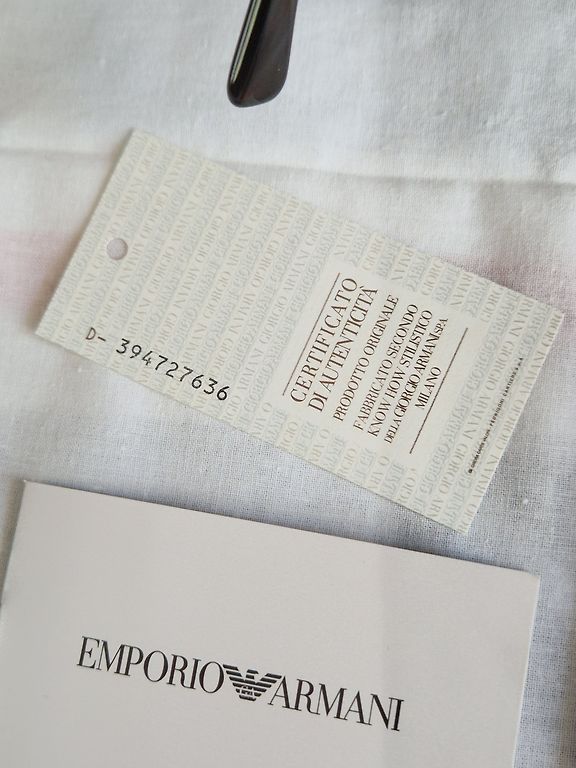 D- 394727636
CERTIFICATO
DI AUTENTICITÀ
PRODOTTO ORIGINALE
FABBRICATO SECONDO
KNOW HOW STILISTICO
DELLA GIORGIO ARMANI SPA
MILANO
EMPORIO ARMANI